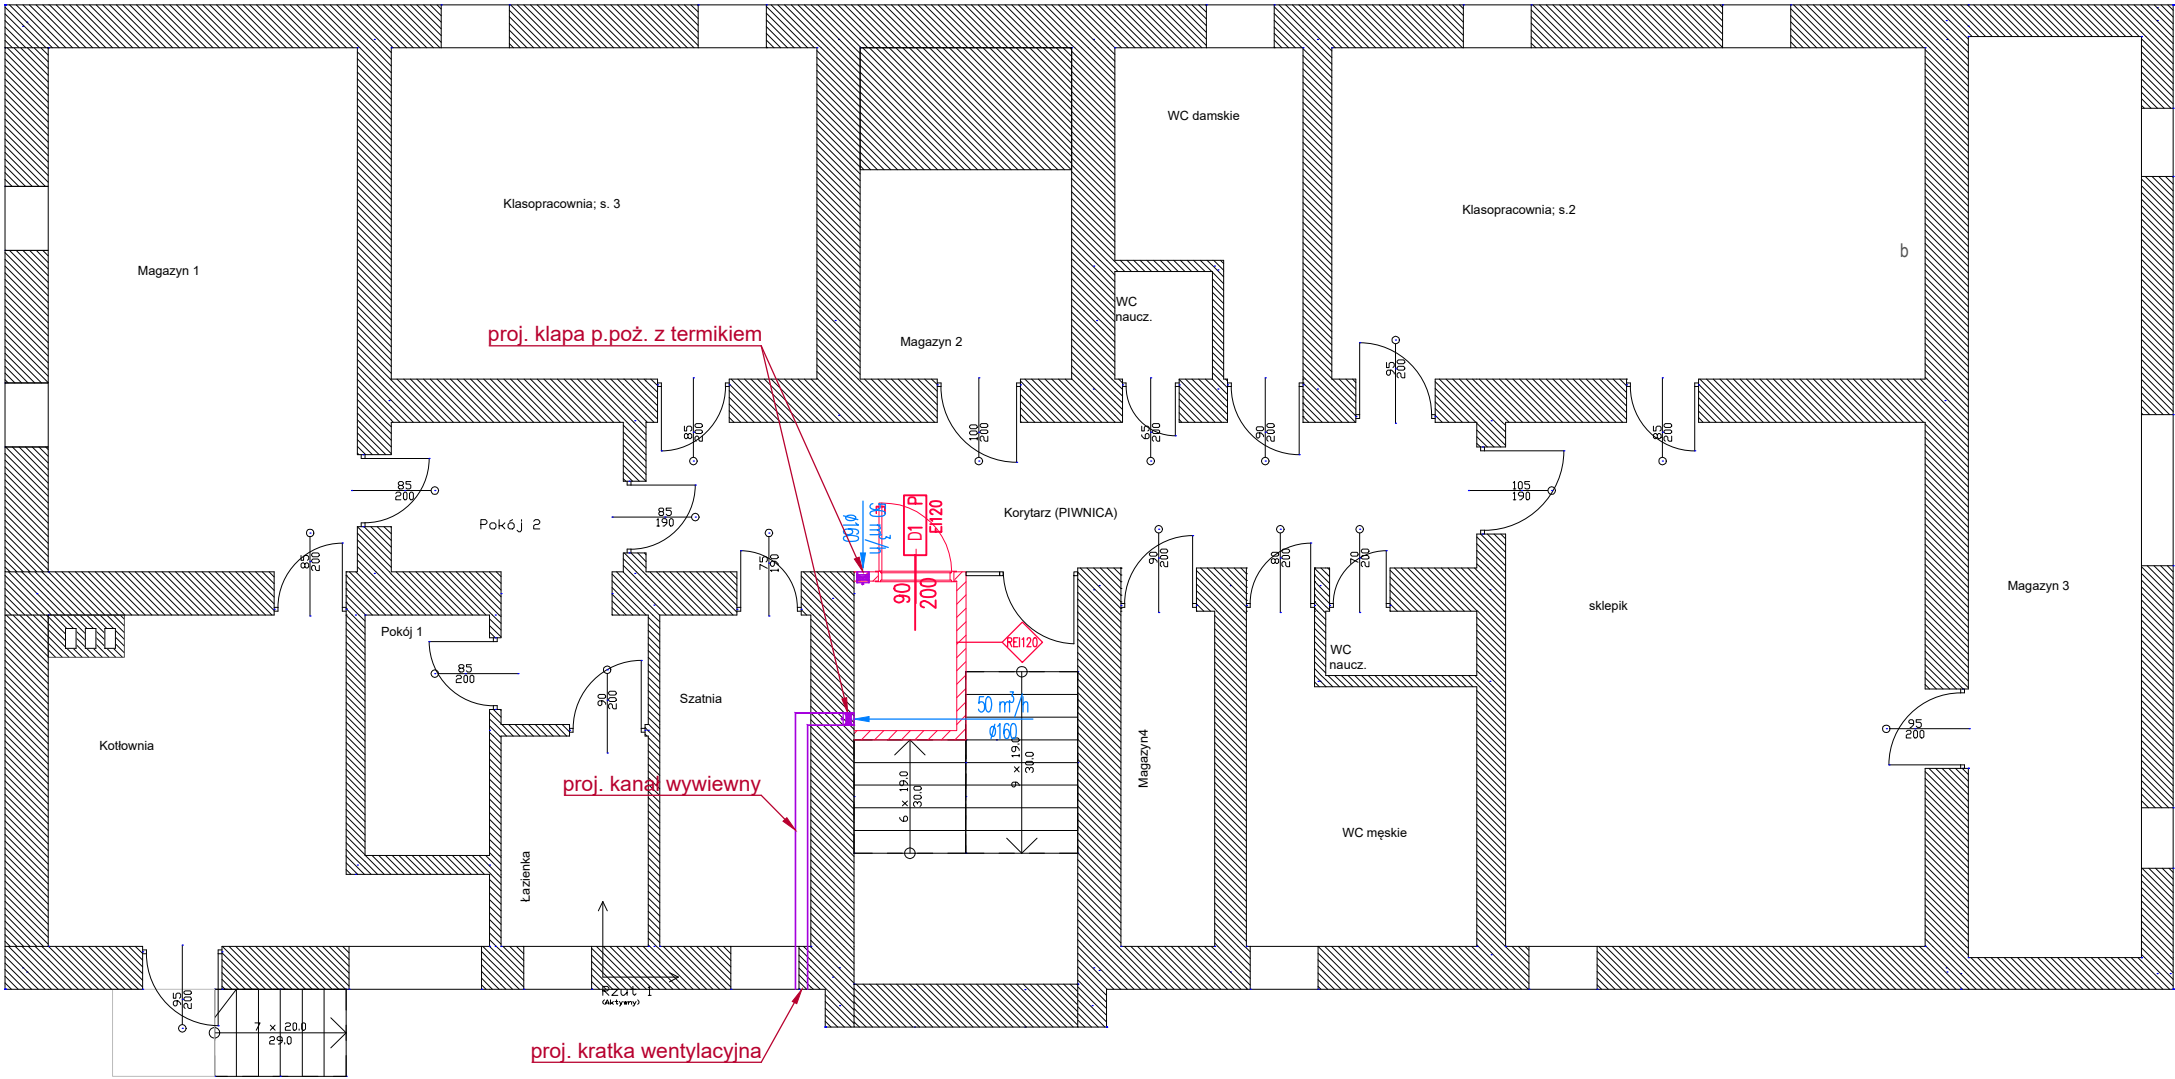 WC damskie
Klasopracownia; s. 3
Klasopracownia; s.2
b
Magazyn 1
WC
naucz.
proj. klapa p.poż. z termikiem
Magazyn 2
95
200
85
200
100
200
65
200
90
200
85
200
85
200
85
190
105
190
Pokój 2
50 m³/h
ø160
D1 P
EI120
90
200
Korytarz (PIWNICA)
85
200
75
190
90
200
80
200
70
200
Magazyn 3
sklepik
Pokój 1
85
200
REI120
WC
naucz.
90
200
Szatnia
50 m³/h
ø160
95
200
Kotłownia
Magazyn4
6 x 19.0
30.0
9 x 19.0
30.0
proj. kanał wywiewny
WC męskie
Łazienka
95
200
Rzut 1
(Aktywny)
7 x 20.0
29.0
proj. kratka wentylacyjna